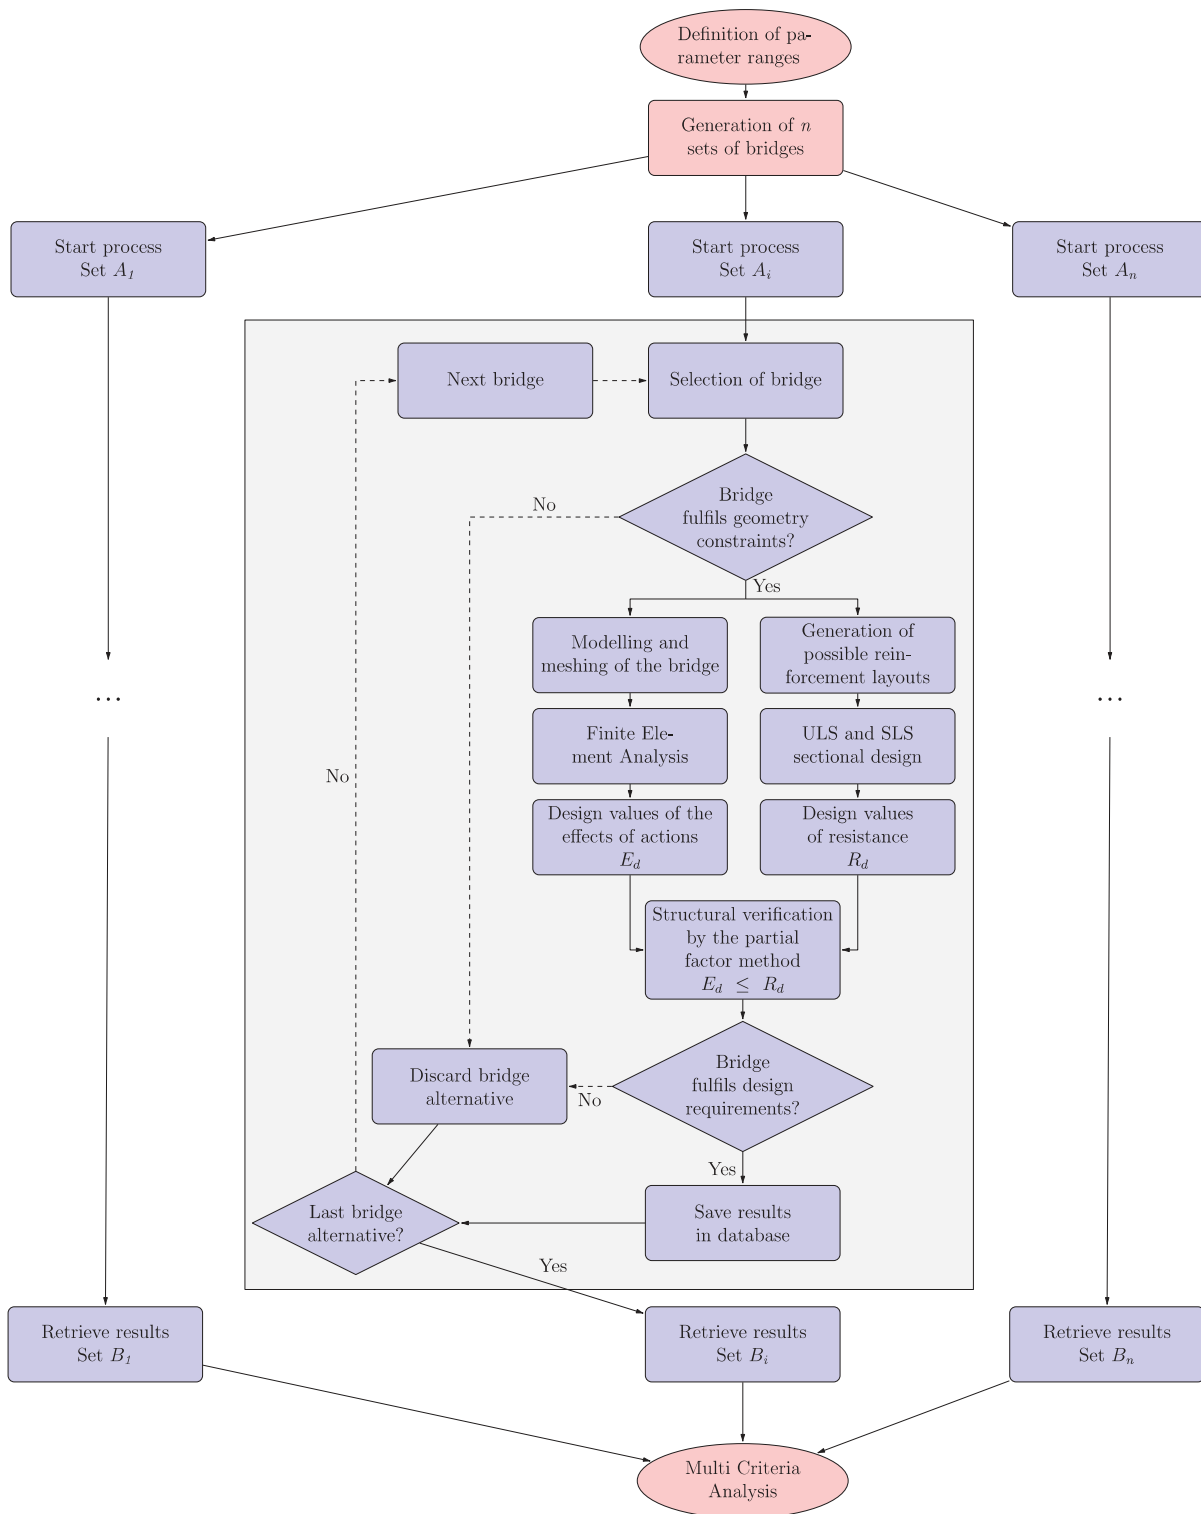 Definition of pa-
rameter ranges
Generation of n
sets of bridges
Start process
Set A1
Start process
Set Ai
Start process
Set An
Next bridge
Selection of bridge
Bridge
fulfils geometry
constraints?
No
Yes
Modelling and
meshing of the bridge
Generation of
possible rein-
forcement layouts
...
...
Finite Ele-
ment Analysis
ULS and SLS
sectional design
No
Design values of the
effects of actions
Ed
Design values
of resistance
Rd
Structural verification
by the partial
factor method
Ed ≤ Rd
Discard bridge
alternative
No
Bridge
fulfils design
requirements?
Yes
Last bridge
alternative?
Save results
in database
Yes
Retrieve results
Set B1
Retrieve results
Set Bi
Retrieve results
Set Bn
Multi Criteria
Analysis